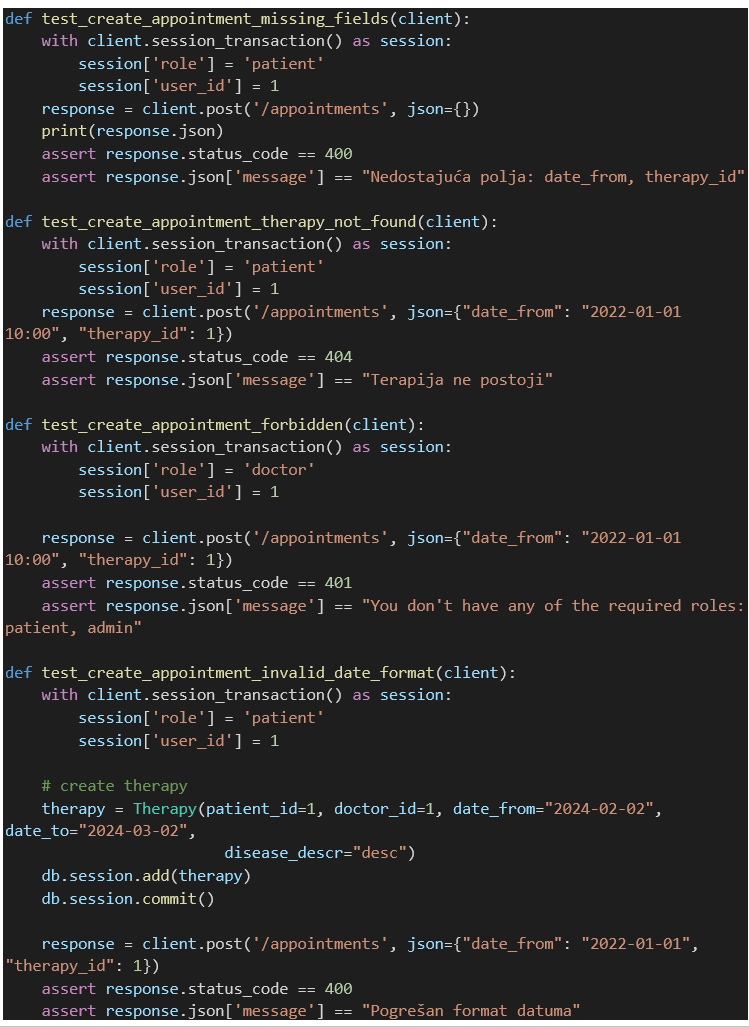 def test_create_appointment_missing_fields(client):
    with client.session_transaction() as session:
        session['role'] = 'patient'
        session['user_id'] = 1
    response = client.post('/appointments', json={})
    print(response.json)
    assert response.status_code == 400
    assert response.json['message'] == "Nedostajuća polja: date_from, therapy_id"

def test_create_appointment_therapy_not_found(client):
    with client.session_transaction() as session:
        session['role'] = 'patient'
        session['user_id'] = 1
    response = client.post('/appointments', json={"date_from": "2022-01-01
10:00", "therapy_id": 1})
    assert response.status_code == 404
    assert response.json['message'] == "Terapija ne postoji"

def test_create_appointment_forbidden(client):
    with client.session_transaction() as session:
        session['role'] = 'doctor'
        session['user_id'] = 1

    response = client.post('/appointments', json={"date_from": "2022-01-01
10:00", "therapy_id": 1})
    assert response.status_code == 401
    assert response.json['message'] == "You don't have any of the required roles:
patient, admin"

def test_create_appointment_invalid_date_format(client):
    with client.session_transaction() as session:
        session['role'] = 'patient'
        session['user_id'] = 1

    # create therapy
    therapy = Therapy(patient_id=1, doctor_id=1, date_from="2024-02-02",
date_to="2024-03-02",
                        disease_descr="desc")
    db.session.add(therapy)
    db.session.commit()

    response = client.post('/appointments', json={"date_from": "2022-01-01",
"therapy_id": 1})
    assert response.status_code == 400
    assert response.json['message'] == "Pogrešan format datuma"